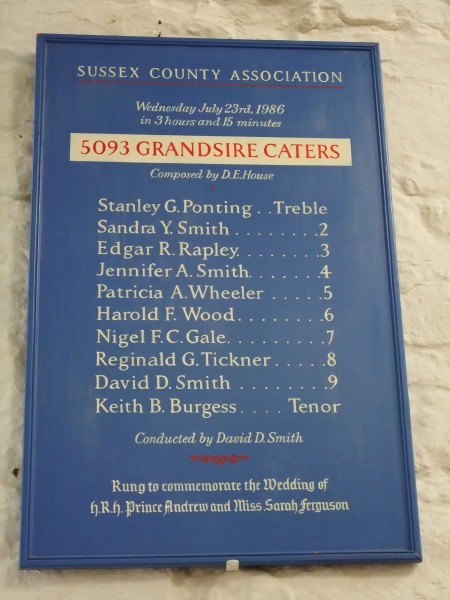 SUSSEX COUNTY ASSOCIATION
Wednesday July 23rd, 1986
in 3 hours and 15 minutes
5093 GRANDSIRE CATERS
Composed by D.E.House
Stanley G. Ponting . . Treble
Sandra Y. Smith . . . . . . . . 2
Edgar R. Rapley . . . . . . . 3
Jennifer A. Smith . . . . . . . 4
Patricia A. Wheeler . . . . . 5
Harold F. Wood . . . . . . . . 6
Nigel F.C. Gale . . . . . . . . . 7
Reginald G. Tickner . . . . . 8
David D. Smith . . . . . . . . 9
Keith B. Burgess . . . . Tenor
Conducted by David D. Smith
Rung to commemorate the Wedding of
H.R.H. Prince Andrew and Miss Sarah Ferguson